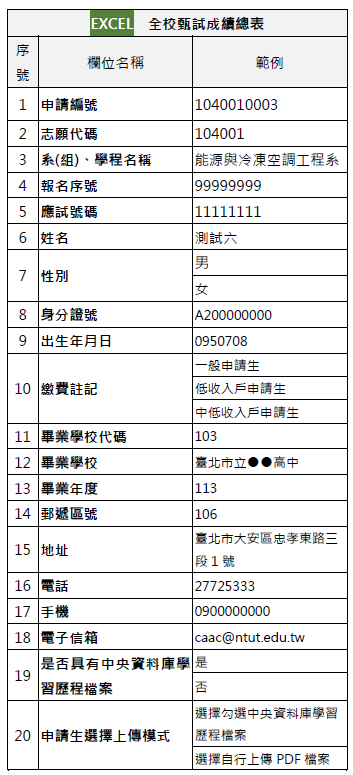 EXCEL 全校甄試成績總表
序號 欄位名稱 範例
1 申請編號 1040010003
2 志願代碼 104001
3 系(組)、學程名稱 能源與冷凍空調工程系
4 報名序號 99999999
5 應試號碼 11111111
6 姓名 測試六
7 性別 男
女
8 身分證號 A200000000
9 出生年月日 0950708
10 繳費註記 一般申請生
低收入戶申請生
中低收入戶申請生
11 畢業學校代碼 103
12 畢業學校 臺北市立●●高中
13 畢業年度 113
14 郵遞區號 106
15 地址 臺北市大安區忠孝東路三
段 1 號
16 電話 27725333
17 手機 0900000000
18 電子信箱 caac@ntut.edu.tw
19 是否具有中央資料庫學
習歷程檔案 是
否
20 申請生選擇上傳模式 選擇勾選中央資料庫學習
歷程檔案
選擇自行上傳 PDF 檔案